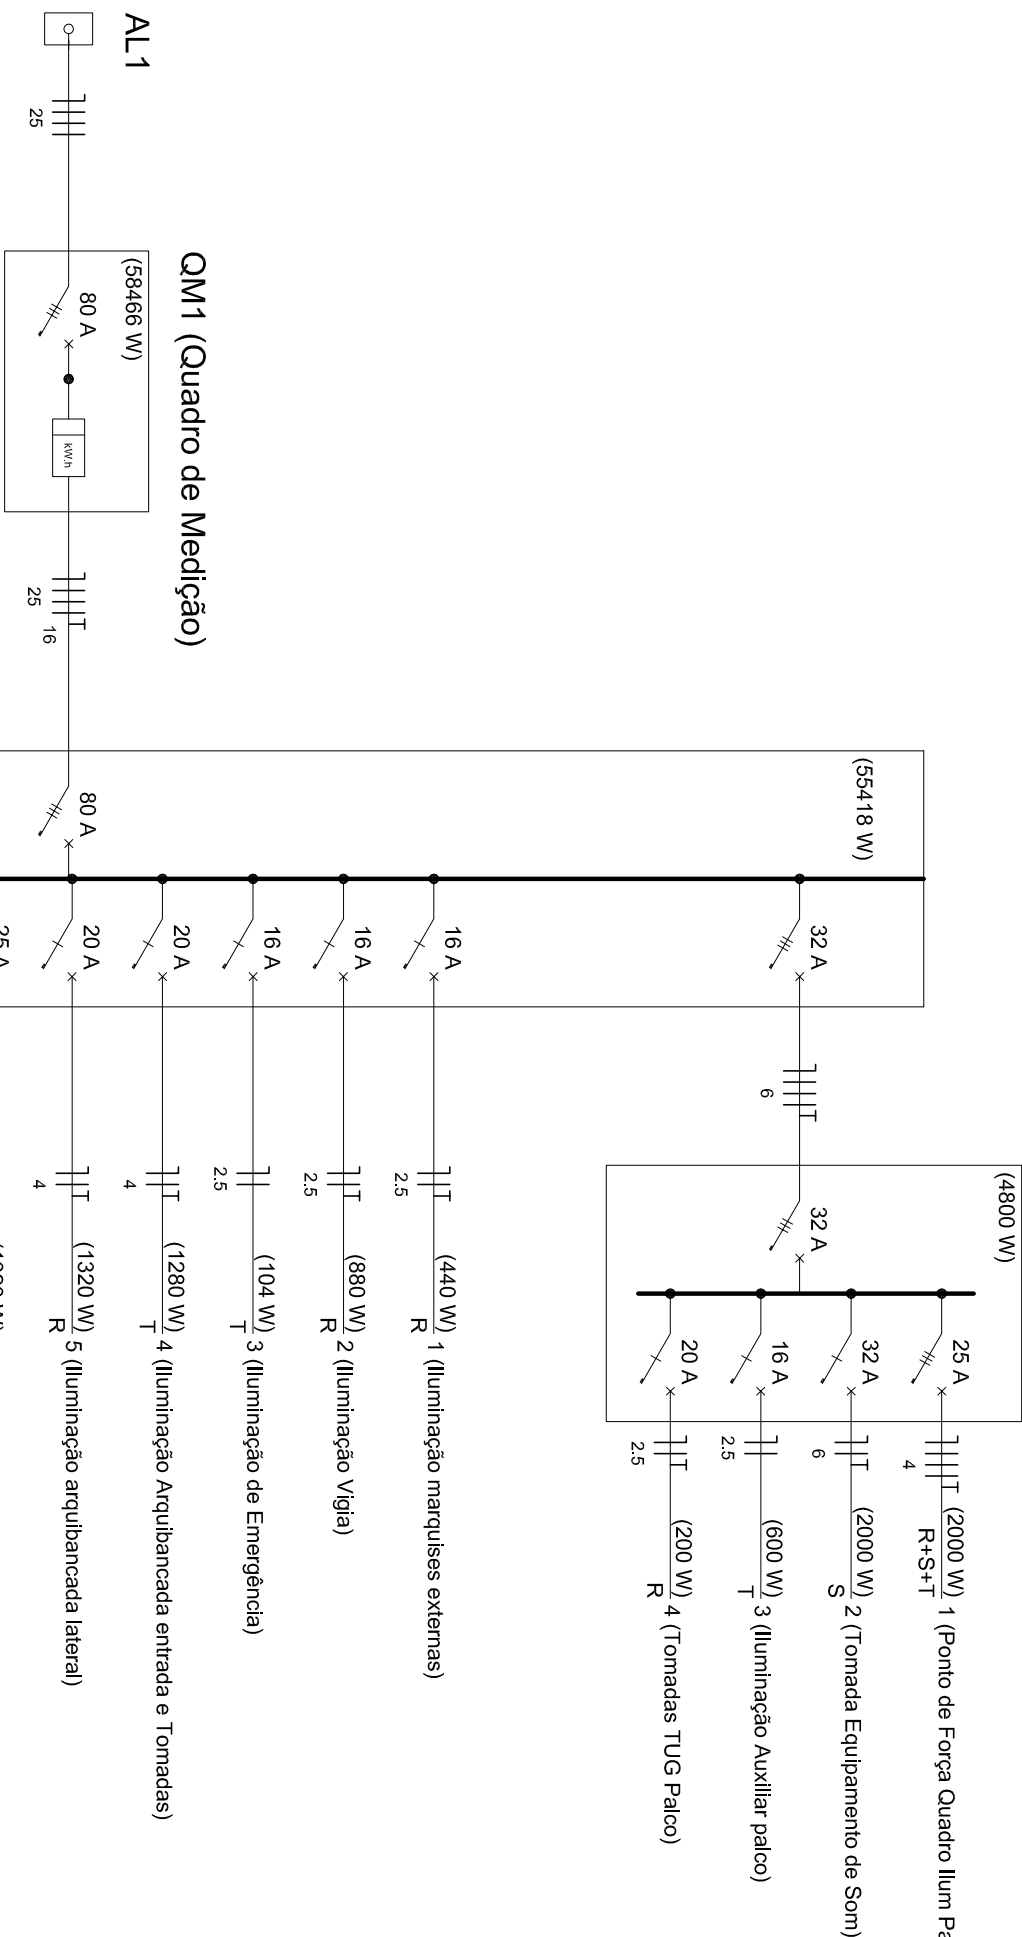 AL1
25
QM1 (Quadro de Medição)
(58466 W)
80 A
kW.h
25
16
(55418 W)
80 A
32 A
6
(4800 W)
32 A
25 A
4
(2000 W)
R+S+T
1 (Ponto de Força Quadro Ilum Pa
32 A
6
(2000 W)
S
2 (Tomada Equipamento de Som)
16 A
2.5
(600 W)
T
3 (Iluminação Auxiliar palco)
20 A
2.5
(200 W)
R
4 (Tomadas TUG Palco)
16 A
2.5
(440 W)
R
1 (Iluminação marquises externas)
16 A
2.5
(880 W)
R
2 (Iluminação Vigia)
16 A
2.5
(104 W)
T
3 (Iluminação de Emergência)
20 A
4
(1280 W)
T
4 (Iluminação Arquibancada entrada e Tomadas)
20 A
4
(1320 W)
R
5 (Iluminação arquibancada lateral)
25 A